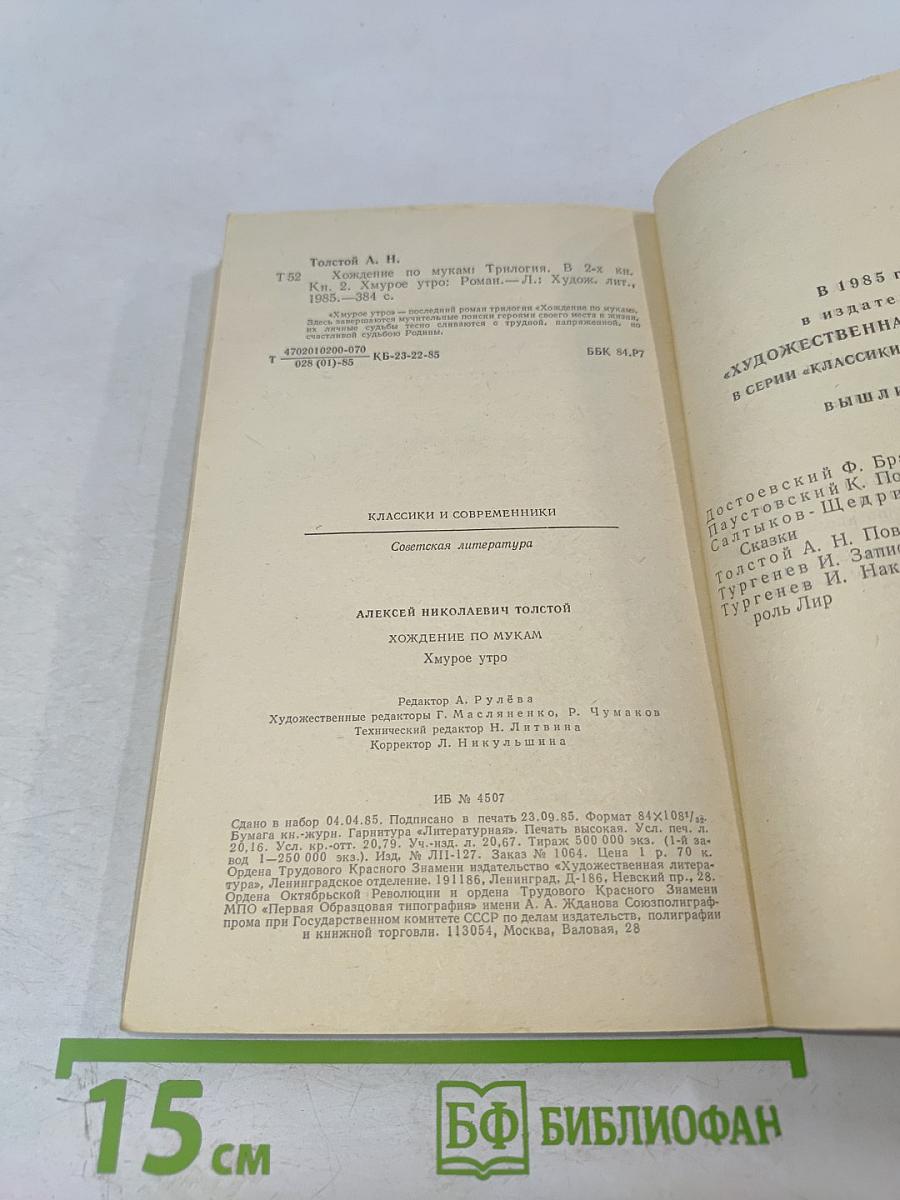 Толстой А. Н.
Т 52 Хождение по мукам: Трилогия. В 2-х кн.
Кн. 2. Хмурое утро: Роман.— Л.: Худож. лит.,
1985.—384 с.
«Хмурое утро» — последний роман трилогии «Хождение по мукам».
Здесь завершаются мучительные поиски героями своего места в жизни,
их личные судьбы тесно сливаются с трудной, напряженной, но
счастливой судьбою Родины.
Т 4702010200-070 КБ-23-22-85 ББК 84.Р7
028 (01)-85
КЛАССИКИ И СОВРЕМЕННИКИ
Советская литература
АЛЕКСЕЙ НИКОЛАЕВИЧ ТОЛСТОЙ
ХОЖДЕНИЕ ПО МУКАМ
Хмурое утро
Редактор А. Рулёва
Художественные редакторы Г. Масляненко, Р. Чумаков
Технический редактор Н. Литвина
Корректор Л. Никульшина
ИБ № 4507
Сдано в набор 04.04.85. Подписано в печать 23.09.85. Формат 84×108¹/₃₂.
Бумага кн.-журн. Гарнитура «Литературная». Печать высокая. Усл. печ. л.
20,16. Усл. кр.-отт. 20,79. Уч.-изд. л. 20,67. Тираж 500 000 экз. (1-й за-
вод 1—250 000 экз.). Изд. № ЛII-127. Заказ № 1064. Цена 1 р. 70 к.
Ордена Трудового Красного Знамени издательство «Художественная литера-
тура», Ленинградское отделение. 191186, Ленинград, Д-186, Невский пр., 28.
Ордена Октябрьской Революции и ордена Трудового Красного Знамени
МПО «Первая Образцовая типография» имени А. А. Жданова Союзполиграф-
прома при Государственном комитете СССР по делам издательств, полиграфии
и книжной торговли. 113054, Москва, Валовая, 28
В 1985 г
в издате
«ХУДОЖЕСТВЕННА
В СЕРИИ «КЛАССИКИ
ВЫШЛИ
Достоевский Ф. Бра
Паустовский К. По
Салтыков-Щедри
Сказки
Толстой А. Н. Пов
Тургенев И. Запис
Тургенев И. Нак
роль Лир
15 см
БФ БИБЛИОФАН